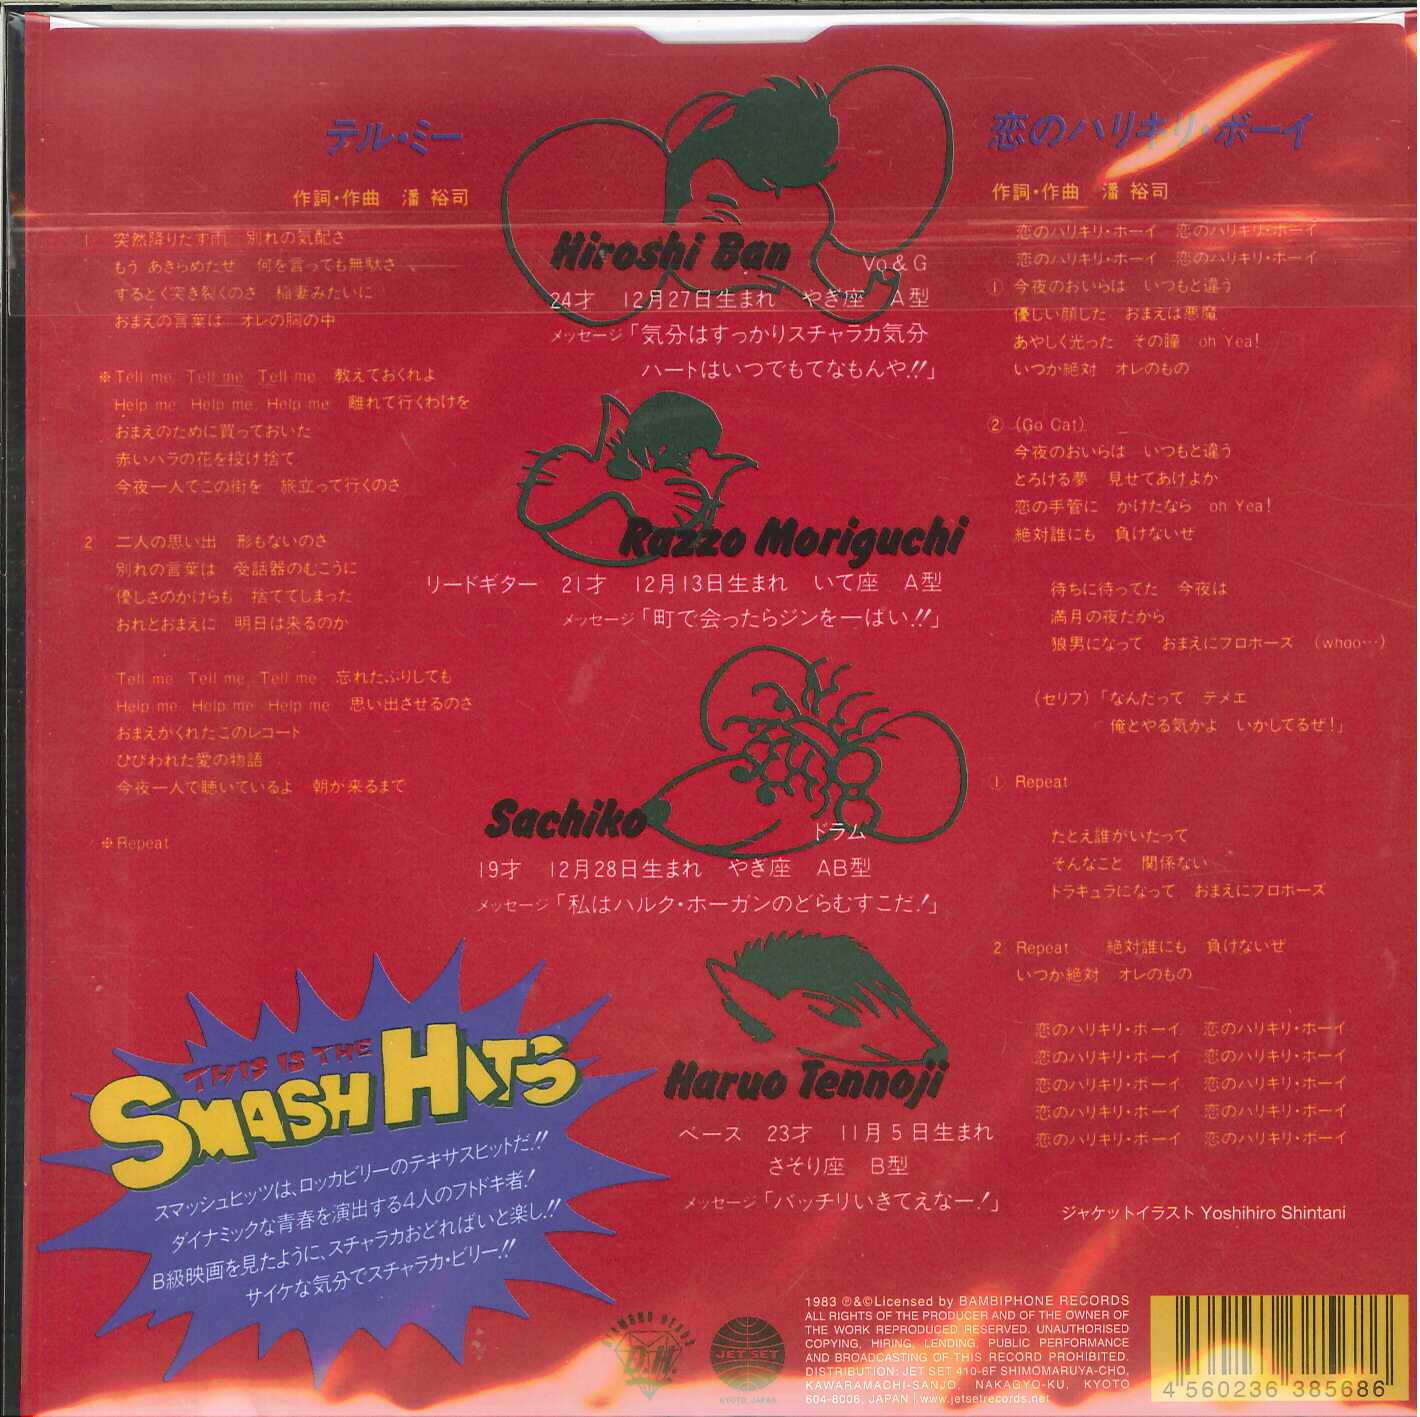 テル・ミー
作詞・作曲　潘 裕司
1　突然降りだす雨　別れの気配さ
もう あきらめたぜ　何を言っても無駄さ
するどく突き裂くのさ　稲妻みたいに
おまえの言葉は　オレの胸の中
※Tell me, Tell me, Tell me　教えておくれよ
Help me, Help me, Help me　離れて行くわけを
おまえのために買っておいた
赤いバラの花を投げ捨て
今夜一人でこの街を　旅立って行くのさ
2　二人の思い出　形もないのさ
別れの言葉は　受話器のむこうに
優しさのかけらも　捨ててしまった
おれとおまえに　明日は来るのか
Tell me, Tell me, Tell me　忘れたふりしても
Help me, Help me, Help me　思い出させるのさ
おまえがくれたこのレコード
ひびわれた愛の物語
今夜一人で聴いているよ　朝が来るまで
※Repeat
Hiroshi Ban
Vo & G
24才　12月27日生まれ　やぎ座　A型
メッセージ「気分はすっかりスチャラカ気分
ハートはいつでもてなもんや!!」
Razzo Moriguchi
リードギター　21才　12月13日生まれ　いて座　A型
メッセージ「町で会ったらジンを一ぱい!!」
Sachiko
ドラム
19才　12月28日生まれ　やぎ座　AB型
メッセージ「私はハルク・ホーガンのどらむすこだ!」
Haruo Tennoji
ベース　23才　11月5日生まれ
さそり座　B型
メッセージ「バッチリいきてえなー!」
恋のハリキリ・ボーイ
作詞・作曲　潘 裕司
恋のハリキリ・ボーイ　恋のハリキリ・ボーイ
恋のハリキリ・ボーイ　恋のハリキリ・ボーイ
①　今夜のおいらは　いつもと違う
優しい顔した　おまえは悪魔
あやしく光った　その瞳　oh Yea!
いつか絶対　オレのもの
②　(Go Cat)
今夜のおいらは　いつもと違う
とろける夢　見せてあげよか
恋の手管に　かけたなら　oh Yea!
絶対誰にも　負けないぜ
待ちに待ってた　今夜は
満月の夜だから
狼男になって　おまえにプロポーズ　(whoo…)
(セリフ)「なんだって　テメエ
俺とやる気かよ　いかしてるぜ!」
①　Repeat
たとえ誰がいたって
そんなこと　関係ない
ドラキュラになって　おまえにプロポーズ
2　Repeat　絶対誰にも　負けないぜ
いつか絶対　オレのもの
恋のハリキリ・ボーイ　恋のハリキリ・ボーイ
恋のハリキリ・ボーイ　恋のハリキリ・ボーイ
恋のハリキリ・ボーイ　恋のハリキリ・ボーイ
恋のハリキリ・ボーイ　恋のハリキリ・ボーイ
恋のハリキリ・ボーイ　恋のハリキリ・ボーイ
ジャケットイラスト Yoshihiro Shintani
THIS IS THE
SMASH HITS
スマッシュヒッツは、ロッカビリーのテキサスヒットだ!!
ダイナミックな青春を演出する4人のフトドキ者!
B級映画を見たように、スチャラカおどればいと楽し!!
サイケな気分でスチャラカ・ビリー!!
DIAMOND HEADS
D.H.
JET SET
KYOTO, JAPAN
1983 ℗&©Licensed by BAMBIPHONE RECORDS
ALL RIGHTS OF THE PRODUCER AND OF THE OWNER OF
THE WORK REPRODUCED RESERVED. UNAUTHORISED
COPYING, HIRING, LENDING, PUBLIC PERFORMANCE
AND BROADCASTING OF THIS RECORD PROHIBITED.
DISTRIBUTION: JET SET 410-6F SHIMOMARUYA-CHO,
KAWARAMACHI-SANJO, NAKAGYO-KU, KYOTO
604-8006, JAPAN | www.jetsetrecords.net
4 560236 385686